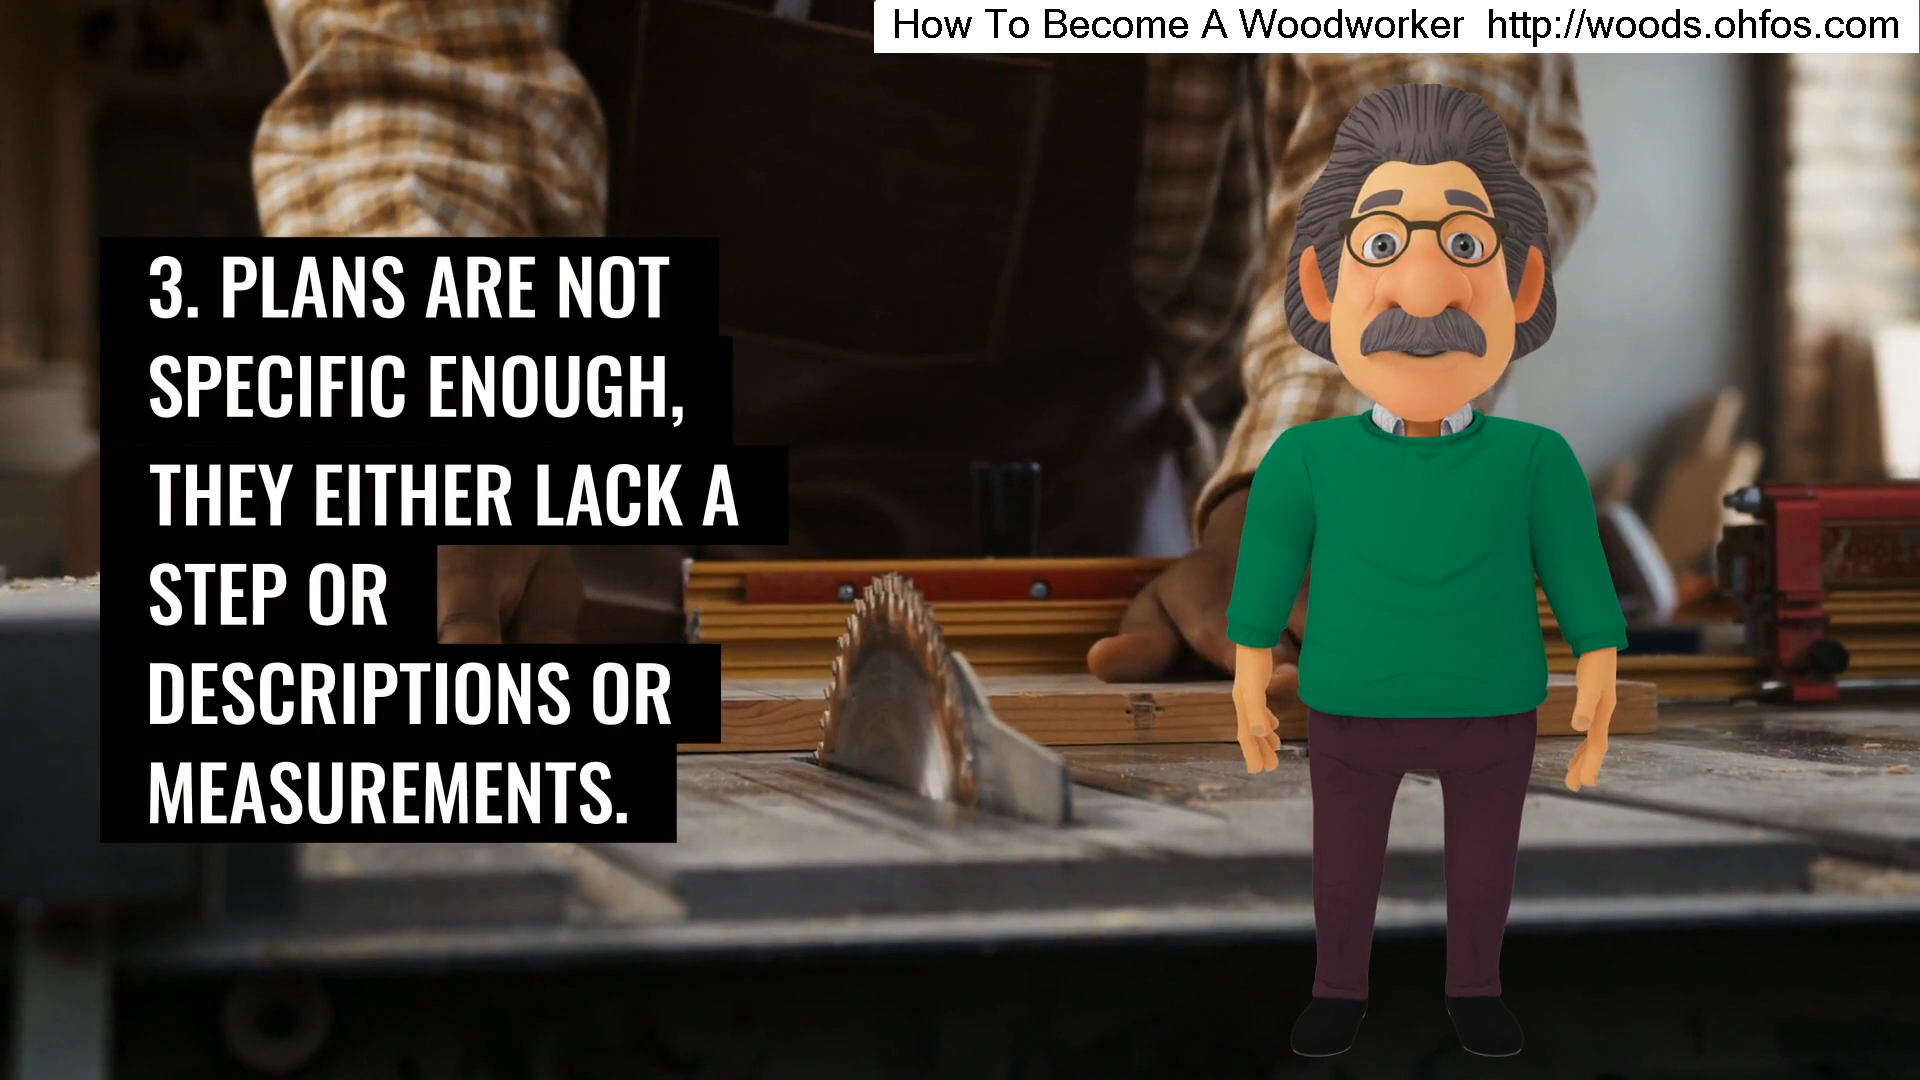 How To Become A Woodworker  http://woods.ohfos.com
3. PLANS ARE NOT
SPECIFIC ENOUGH,
THEY EITHER LACK A
STEP OR
DESCRIPTIONS OR
MEASUREMENTS.